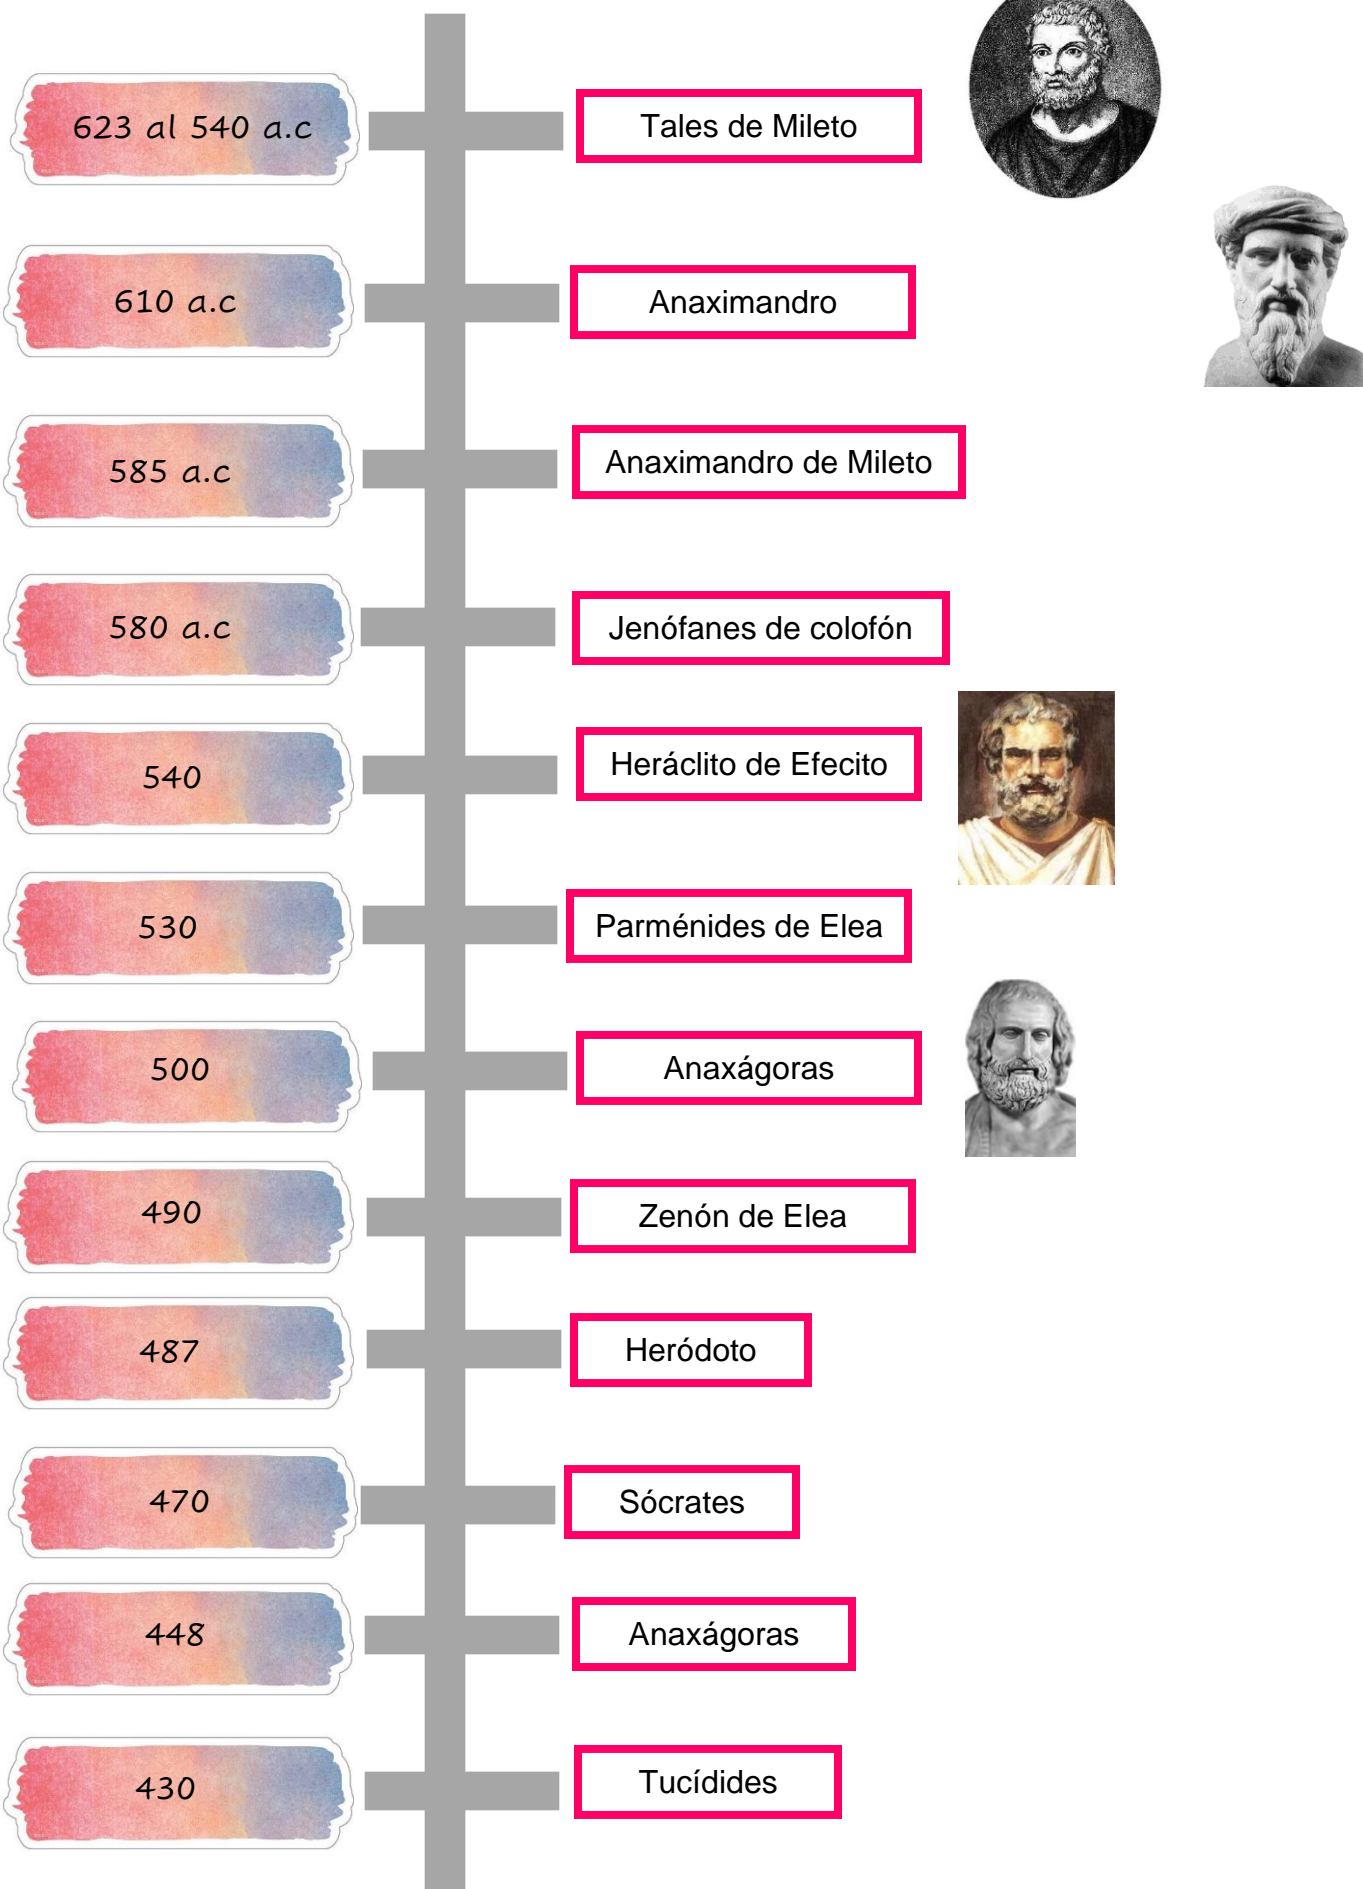 623 al 540 a.c
Tales de Mileto
610 a.c
Anaximandro
585 a.c
Anaximandro de Mileto
580 a.c
Jenófanes de colofón
540
Heráclito de Efecito
530
Parménides de Elea
500
Anaxágoras
490
Zenón de Elea
487
Heródoto
470
Sócrates
448
Anaxágoras
430
Tucídides